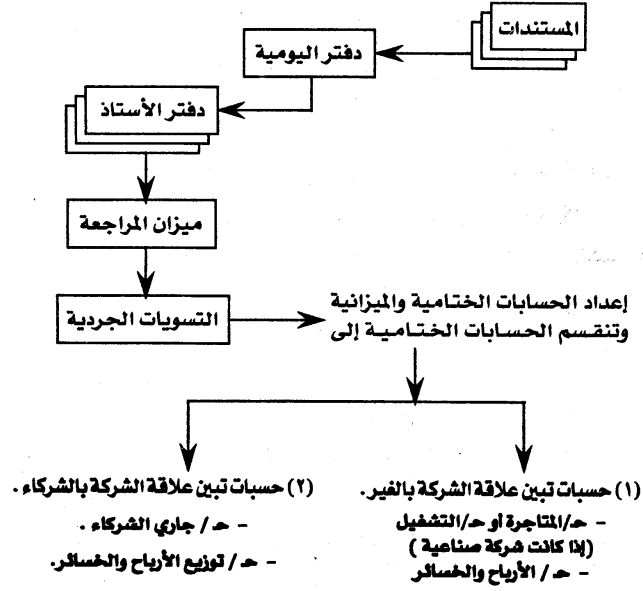 المستندات
دفتر اليومية
دفتر الأستاذ
ميزان المراجعة
التسويات الجردية
إعداد الحسابات الختامية والميزانية
وتنقسم الحسابات الختامية إلى
(١) حسبات تبين علاقة الشركة بالغير.
- حـ/المتاجرة أو حـ/التشغيل
(إذا كانت شركة صناعية)
- حـ / الأرباح والخسائر
(٢) حسبات تبين علاقة الشركة بالشركاء.
- حـ / جاري الشركاء.
- حـ / توزيع الأرباح والخسائر.